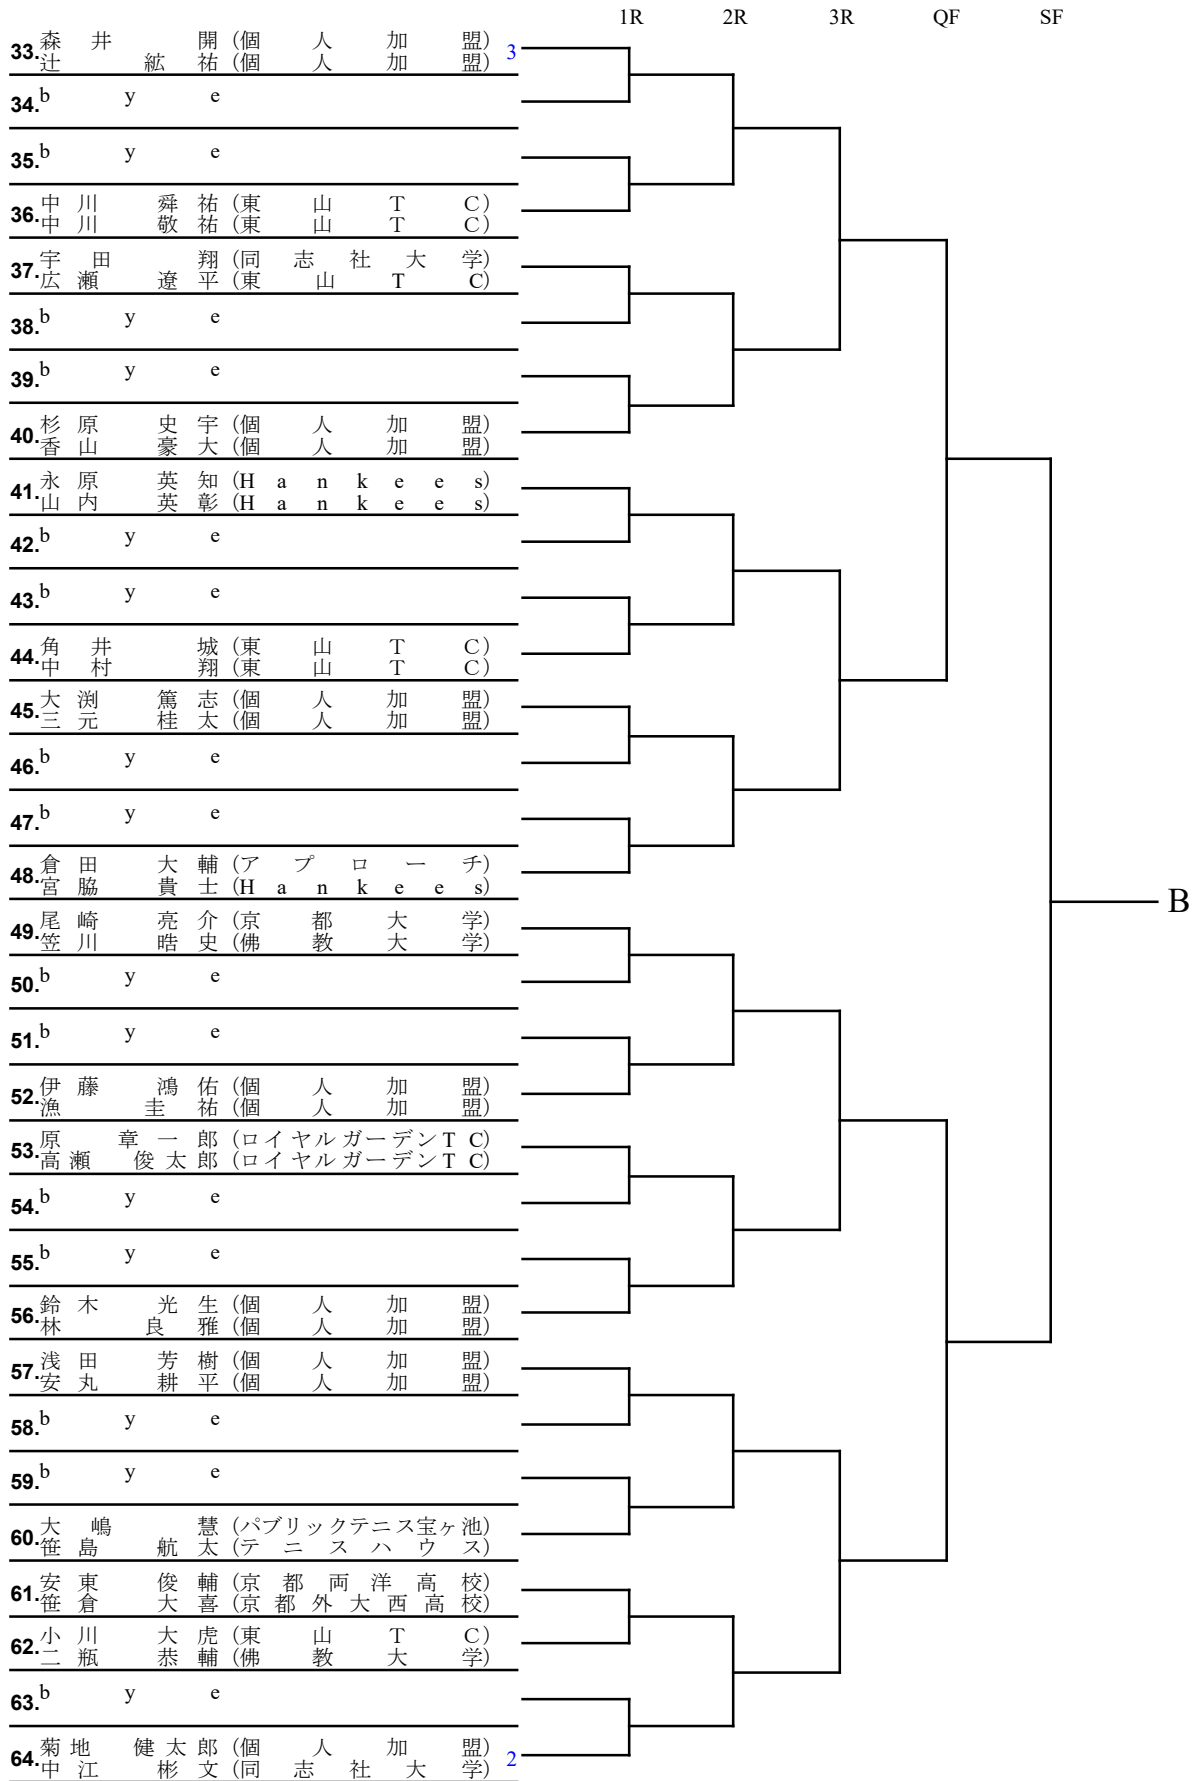 1R 2R 3R QF SF
33. 森井 開 (個人加盟) 3
辻 紘祐 (個人加盟)
34. bye
35. bye
36. 中川 舜祐 (東山TC)
中川 敬祐 (東山TC)
37. 宇田 翔 (同志社大学)
広瀬 遼平 (東山TC)
38. bye
39. bye
40. 杉原 史宇 (個人加盟)
香山 豪大 (個人加盟)
41. 永原 英知 (Hankees)
山内 英彰 (Hankees)
42. bye
43. bye
44. 角井 城 (東山TC)
中村 翔 (東山TC)
45. 大渕 篤志 (個人加盟)
三元 桂太 (個人加盟)
46. bye
47. bye
48. 倉田 大輔 (アプローチ)
宮脇 貴士 (Hankees)
B
49. 尾崎 亮介 (京都大学)
笠川 晧史 (佛教大学)
50. bye
51. bye
52. 伊藤 鴻佑 (個人加盟)
漁 圭祐 (個人加盟)
53. 原 章一郎 (ロイヤルガーデンTC)
高瀬 俊太郎 (ロイヤルガーデンTC)
54. bye
55. bye
56. 鈴木 光生 (個人加盟)
林 良雅 (個人加盟)
57. 浅田 芳樹 (個人加盟)
安丸 耕平 (個人加盟)
58. bye
59. bye
60. 大嶋 慧 (パブリックテニス宝ヶ池)
笹島 航太 (テニスハウス)
61. 安東 俊輔 (京都両洋高校)
笹倉 大喜 (京都外大西高校)
62. 小川 大虎 (東山TC)
二瓶 恭輔 (佛教大学)
63. bye
64. 菊地 健太郎 (個人加盟) 2
中江 彬文 (同志社大学)